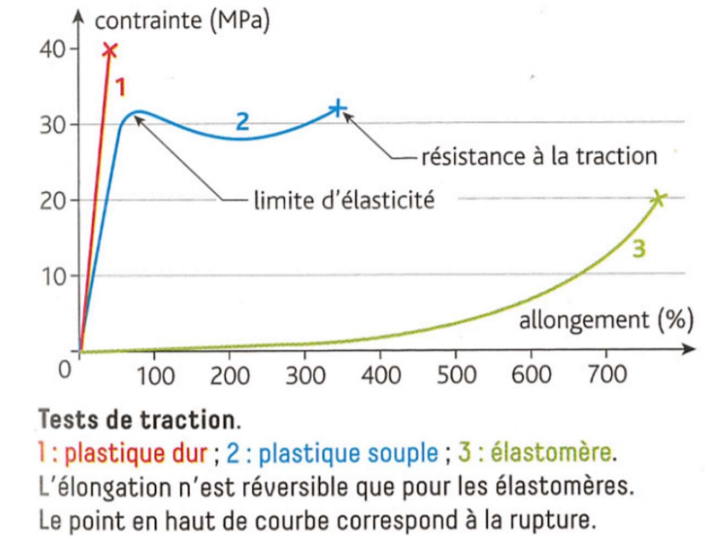 contrainte (MPa)
40
1
30
2
résistance à la traction
20
limite d'élasticité
3
10
allongement (%)
0
100 200 300 400 500 600 700
Tests de traction.
1 : plastique dur ; 2 : plastique souple ; 3 : élastomère.
L'élongation n'est réversible que pour les élastomères.
Le point en haut de courbe correspond à la rupture.